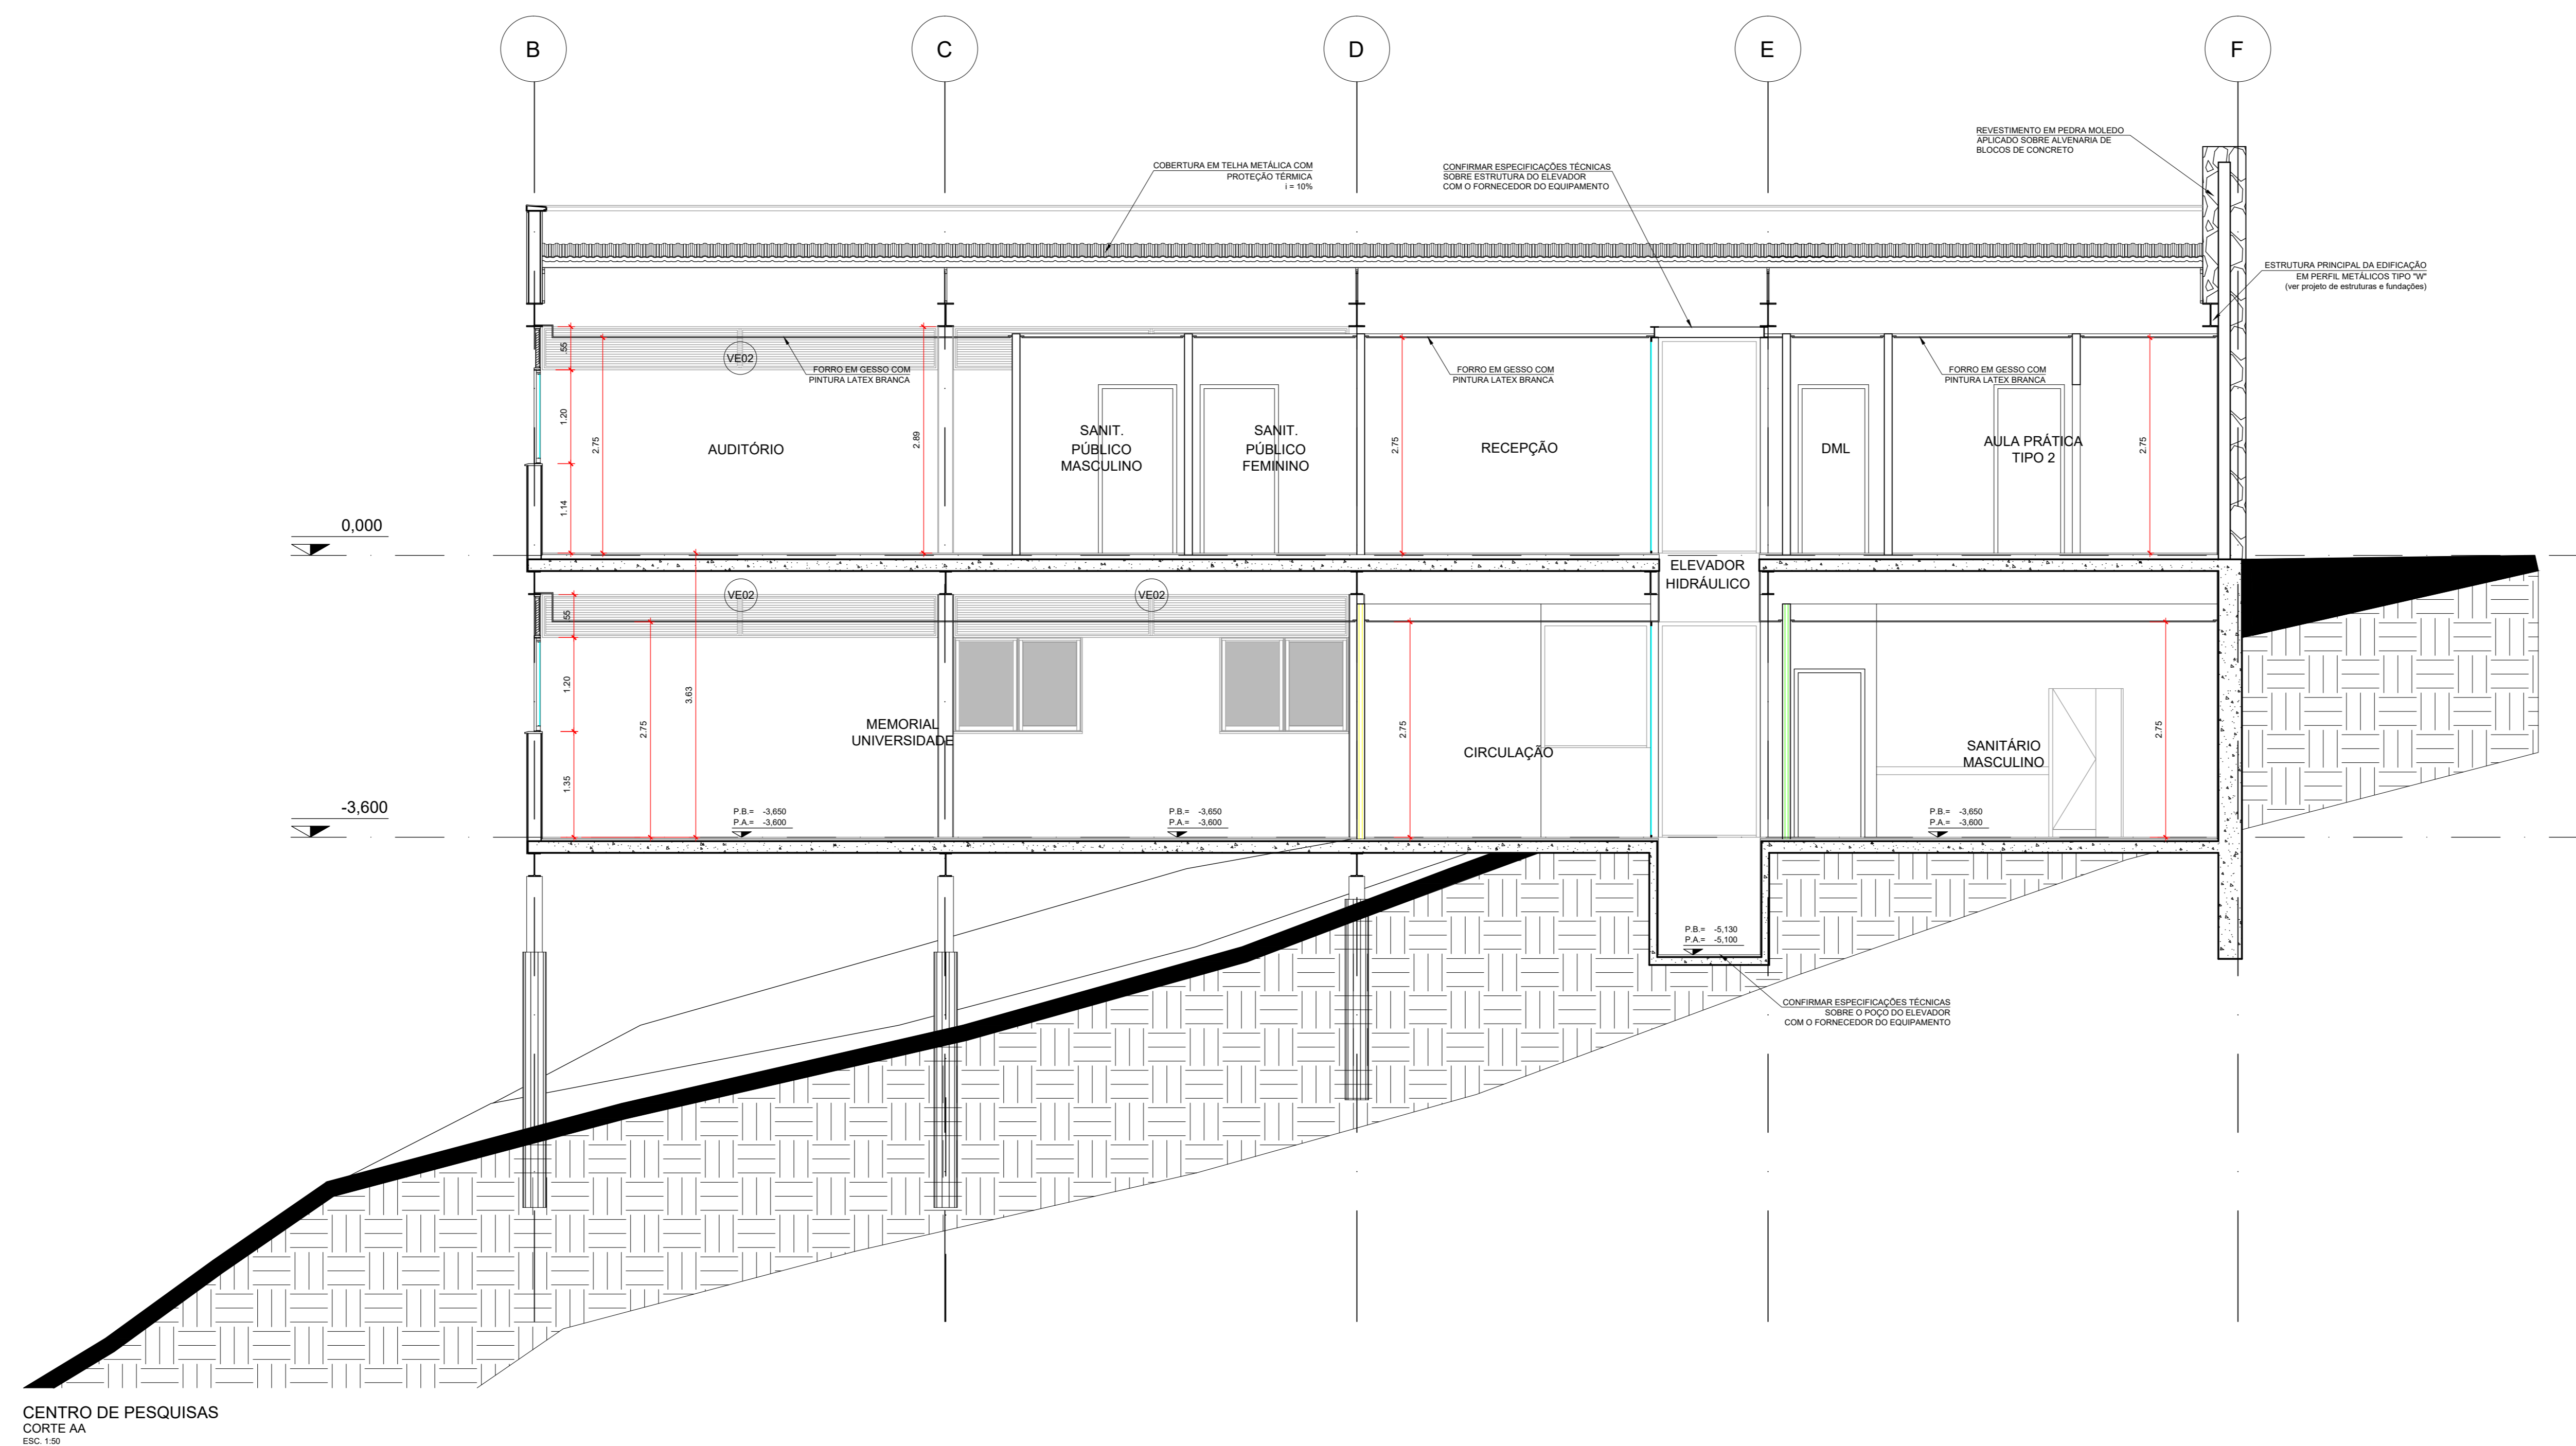 B
C
D
E
F
COBERTURA EM TELHA METÁLICA COM
PROTEÇÃO TÉRMICA
i = 10%
CONFIRMAR ESPECIFICAÇÕES TÉCNICAS
SOBRE ESTRUTURA DO ELEVADOR
COM O FORNECEDOR DO EQUIPAMENTO
REVESTIMENTO EM PEDRA MOLEDO
APLICADO SOBRE ALVENARIA DE
BLOCOS DE CONCRETO
ESTRUTURA PRINCIPAL DA EDIFICAÇÃO
EM PERFIL METÁLICOS TIPO "W"
(ver projeto de estruturas e fundações)
.55
1.20
1.14
2.75
VE02
FORRO EM GESSO COM
PINTURA LATEX BRANCA
2.89
AUDITÓRIO
SANIT.
PÚBLICO
MASCULINO
SANIT.
PÚBLICO
FEMININO
2.75
FORRO EM GESSO COM
PINTURA LATEX BRANCA
RECEPÇÃO
DML
FORRO EM GESSO COM
PINTURA LATEX BRANCA
AULA PRÁTICA
TIPO 2
2.75
0,000
ELEVADOR
HIDRÁULICO
.55
1.20
1.35
2.75
3.63
VE02
VE02
MEMORIAL
UNIVERSIDADE
2.75
CIRCULAÇÃO
SANITÁRIO
MASCULINO
2.75
-3,600
P.B.= -3,650
P.A.= -3,600
P.B.= -3,650
P.A.= -3,600
P.B.= -3,650
P.A.= -3,600
P.B.= -5,130
P.A.= -5,100
CONFIRMAR ESPECIFICAÇÕES TÉCNICAS
SOBRE O POÇO DO ELEVADOR
COM O FORNECEDOR DO EQUIPAMENTO
CENTRO DE PESQUISAS
CORTE AA
ESC. 1:50